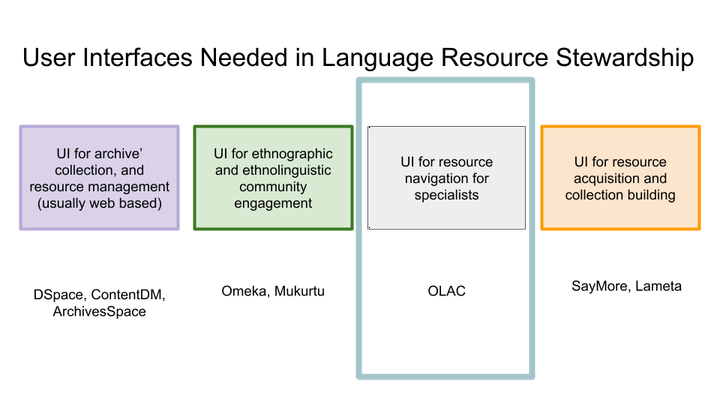 User Interfaces Needed in Language Resource Stewardship
UI for archive’
collection, and
resource management
(usually web based)
UI for ethnographic
and ethnolinguistic
community
engagement
UI for resource
navigation for
specialists
UI for resource
acquisition and
collection building
DSpace, ContentDM,
ArchivesSpace
Omeka, Mukurtu
OLAC
SayMore, Lameta